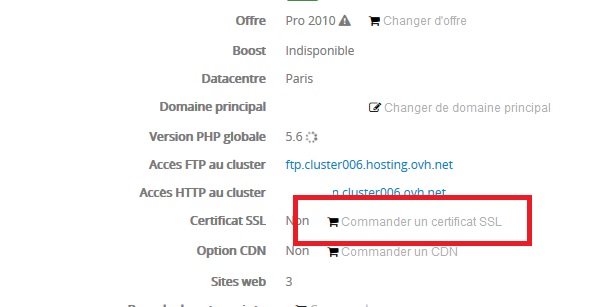 Offre Pro 2010 Changer d'offre
Boost Indisponible
Datacentre Paris
Domaine principal Changer de domaine principal
Version PHP globale 5.6
Accès FTP au cluster ftp.cluster006.hosting.ovh.net
Accès HTTP au cluster n.cluster006.ovh.net
Certificat SSL Non Commander un certificat SSL
Option CDN Non Commander un CDN
Sites web 3